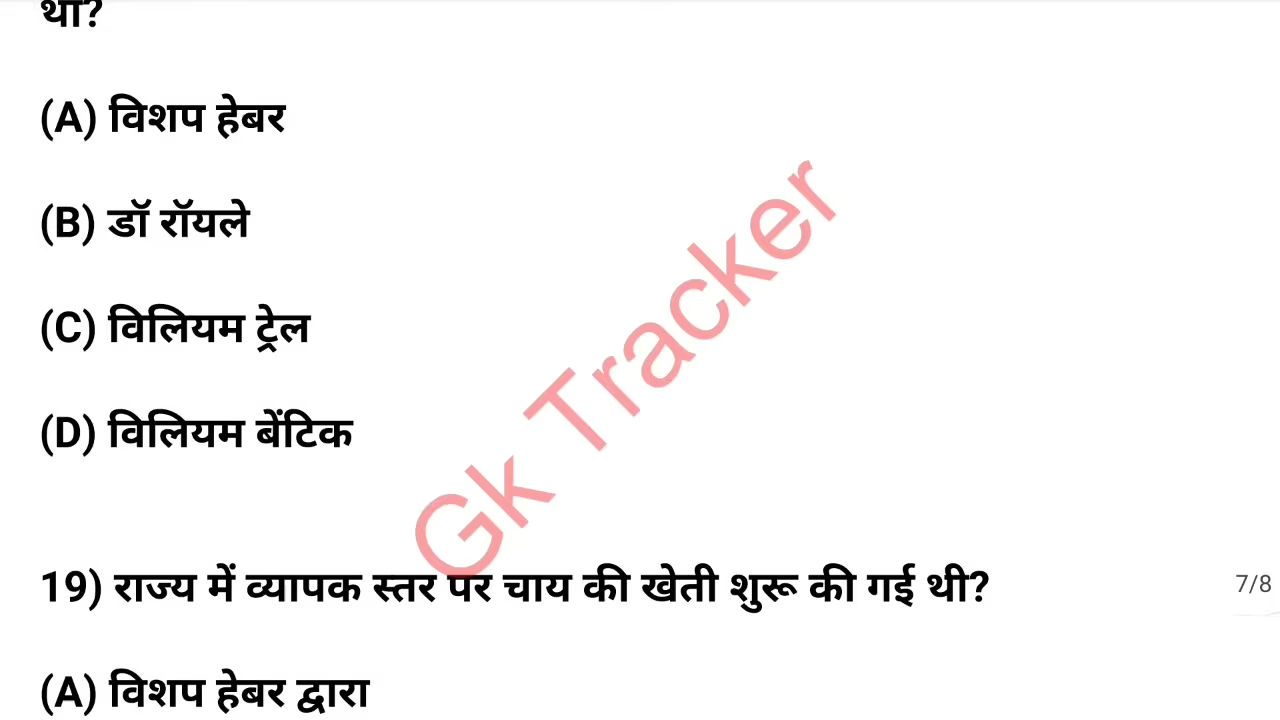 था?
(A) विशप हेबर
(B) डॉ रॉयले
(C) विलियम ट्रेल
(D) विलियम बेंटिक
Gk Tracker
19) राज्य में व्यापक स्तर पर चाय की खेती शुरू की गई थी?
7/8
(A) विशप हेबर द्वारा